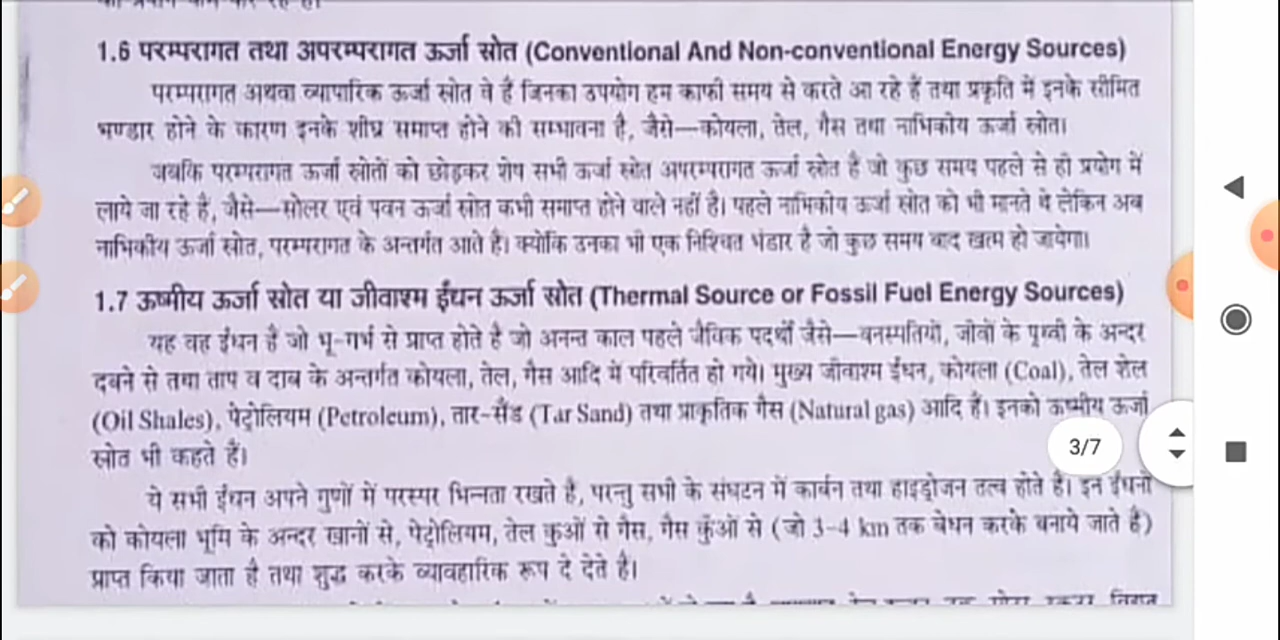 1.6 परम्परागत तथा अपरम्परागत ऊर्जा स्रोत (Conventional And Non-conventional Energy Sources)
परम्परागत अथवा व्यापारिक ऊर्जा स्रोत वे हैं जिनका उपयोग हम काफी समय से करते आ रहे हैं तथा प्रकृति में इनके सीमित
भण्डार होने के कारण इनके शीघ्र समाप्त होने की सम्भावना है, जैसे—कोयला, तेल, गैस तथा नाभिकीय ऊर्जा स्रोत।
जबकि परम्परागत ऊर्जा स्रोतों को छोड़कर शेष सभी ऊर्जा स्रोत अपरम्परागत ऊर्जा स्रोत है जो कुछ समय पहले से ही प्रयोग में
लाये जा रहे है, जैसे—सोलर एवं पवन ऊर्जा स्रोत कभी समाप्त होने वाले नहीं है। पहले नाभिकीय ऊर्जा स्रोत को भी मानते थे लेकिन अब
नाभिकीय ऊर्जा स्रोत, परम्परागत के अन्तर्गत आते है। क्योकि उनका भी एक निश्चित भंडार है जो कुछ समय बाद खत्म हो जायेगा।
1.7 ऊष्मीय ऊर्जा स्रोत या जीवाश्म ईंधन ऊर्जा स्रोत (Thermal Source or Fossil Fuel Energy Sources)
यह वह ईंधन है जो भू-गर्भ से प्राप्त होते है जो अनन्त काल पहले जैविक पदर्थों जैसे—वनस्पतियों, जीवों के पृथ्वी के अन्दर
दबने से तथा ताप व दाब के अन्तर्गत कोयला, तेल, गैस आदि में परिवर्तित हो गये। मुख्य जीवाश्म ईंधन, कोयला (Coal), तेल शेल
(Oil Shales), पेट्रोलियम (Petroleum), तार-सैंड (Tar Sand) तथा प्राकृतिक गैस (Natural gas) आदि हैं। इनको ऊष्मीय ऊर्जा
स्रोत भी कहते हैं।
3/7
ये सभी ईंधन अपने गुणों में परस्पर भिन्नता रखते है, परन्तु सभी के संघटन में कार्बन तथा हाइड्रोजन तत्व होते है। इन ईंधनों
को कोयला भूमि के अन्दर खानों से, पेट्रोलियम, तेल कुओं से गैस, गैस कुँओं से (जो 3-4 km तक बेधन करके बनाये जाते है)
प्राप्त किया जाता है तथा शुद्ध करके व्यावहारिक रूप दे देते है।